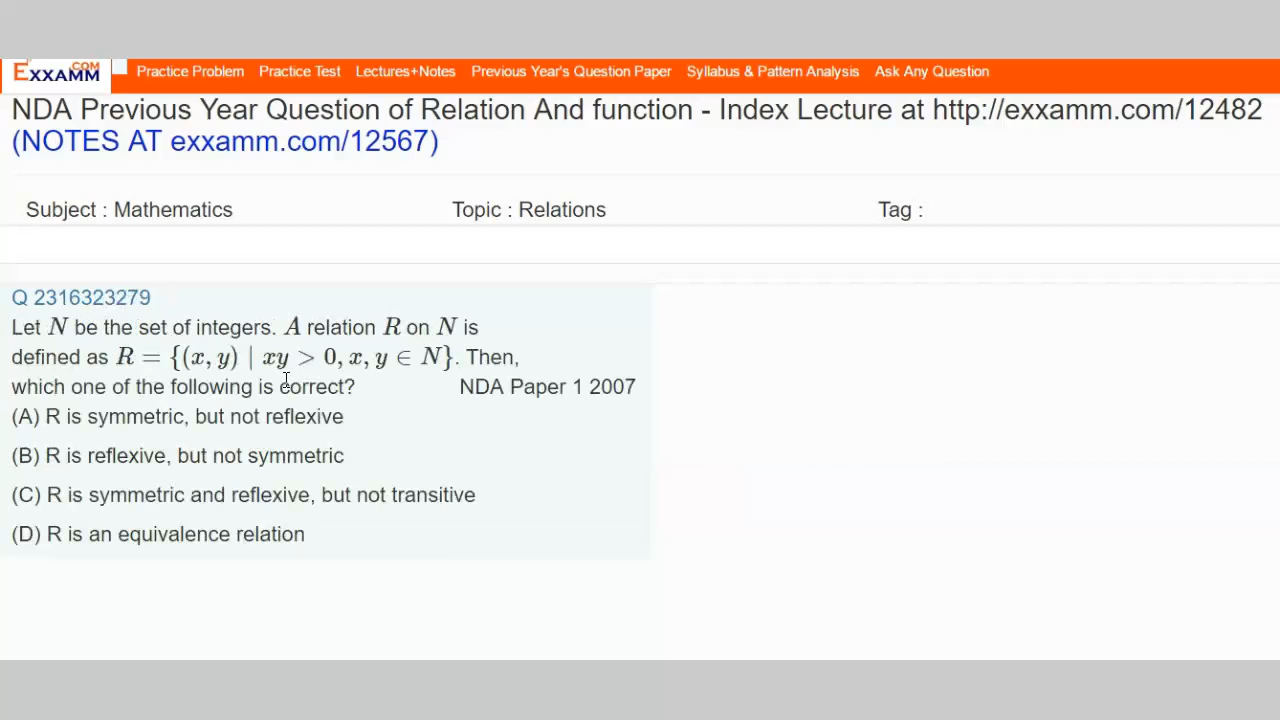 EXXAMM.COM Practice Problem Practice Test Lectures+Notes Previous Year's Question Paper Syllabus & Pattern Analysis Ask Any Question
NDA Previous Year Question of Relation And function - Index Lecture at http://exxamm.com/12482
(NOTES AT exxamm.com/12567)
Subject : Mathematics Topic : Relations Tag :
Q 2316323279
Let N be the set of integers. A relation R on N is
defined as R = {(x, y) | xy > 0, x, y ∈ N}. Then,
which one of the following is correct? NDA Paper 1 2007
(A) R is symmetric, but not reflexive
(B) R is reflexive, but not symmetric
(C) R is symmetric and reflexive, but not transitive
(D) R is an equivalence relation